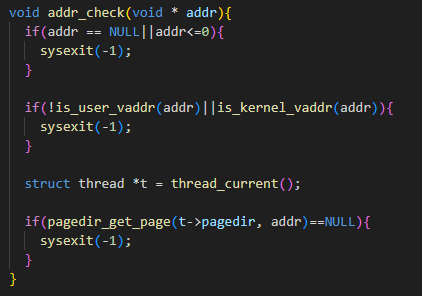 void addr_check(void * addr){
if(addr == NULL||addr<=0){
sysexit(-1);
}
if(!is_user_vaddr(addr)||is_kernel_vaddr(addr)){
sysexit(-1);
}
struct thread *t = thread_current();
if(pagedir_get_page(t->pagedir, addr)==NULL){
sysexit(-1);
}
}